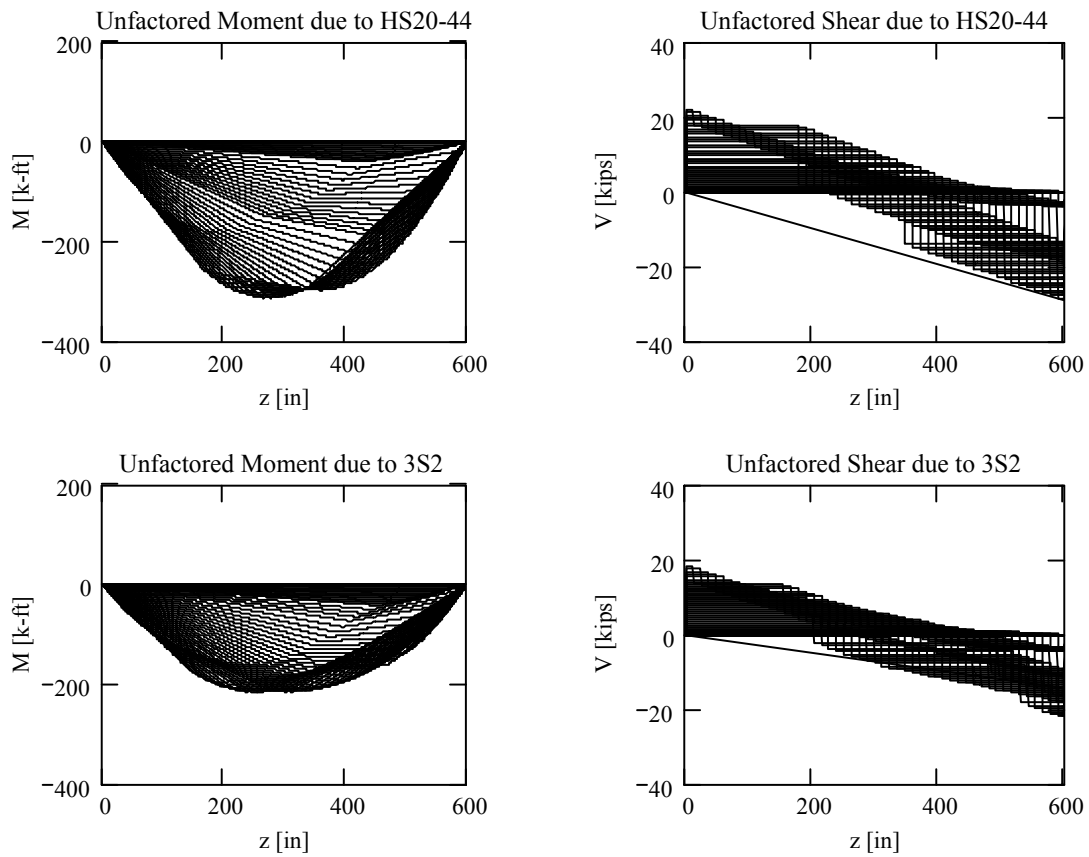 Unfactored Moment due to HS20-44
200
0
−200
−400
M [k-ft]
0 200 400 600
z [in]
Unfactored Shear due to HS20-44
40
20
0
−20
−40
V [kips]
0 200 400 600
z [in]
Unfactored Moment due to 3S2
200
0
−200
−400
M [k-ft]
0 200 400 600
z [in]
Unfactored Shear due to 3S2
40
20
0
−20
−40
V [kips]
0 200 400 600
z [in]